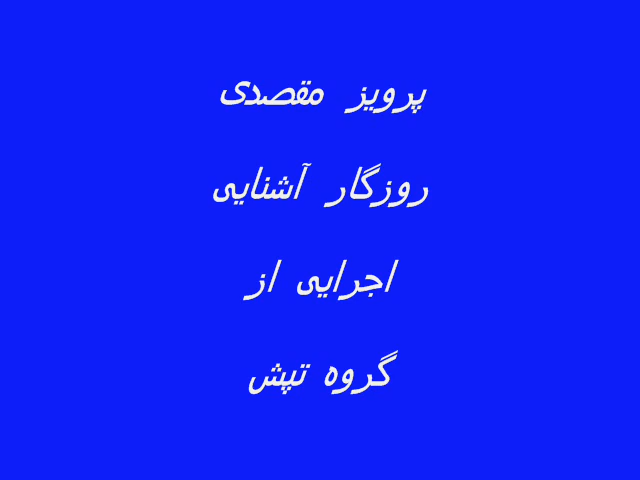 پرویز مقصدی
روزگار آشنایی
اجرایی از
گروه تپش